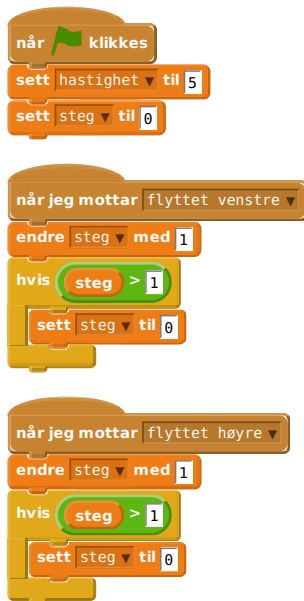 når klikkes
sett hastighet til 5
sett steg til 0
når jeg mottar flyttet venstre
endre steg med 1
hvis steg > 1
sett steg til 0
når jeg mottar flyttet høyre
endre steg med 1
hvis steg > 1
sett steg til 0